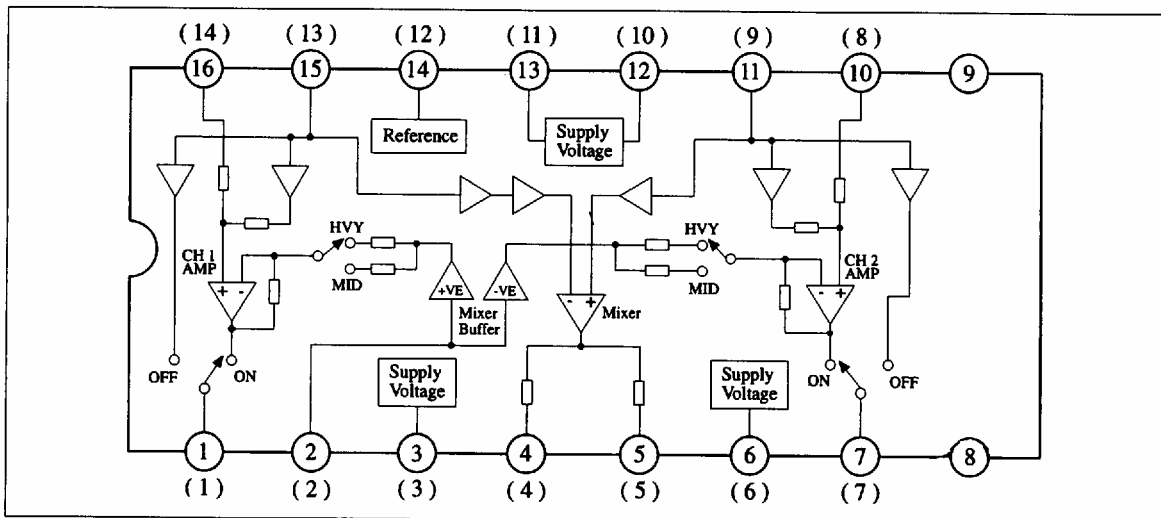 (14) (13) (12) (11) (10) (9) (8)
16 15 14 13 12 11 10 9
Reference
Supply
Voltage
HVY
HVY
CH 1
AMP
CH 2
AMP
MID
MID
+ -
+VE
-VE
- +
- +
Mixer
Buffer
Mixer
OFF
ON
Supply
Voltage
Supply
Voltage
ON
OFF
1 2 3 4 5 6 7 8
(1) (2) (3) (4) (5) (6) (7)